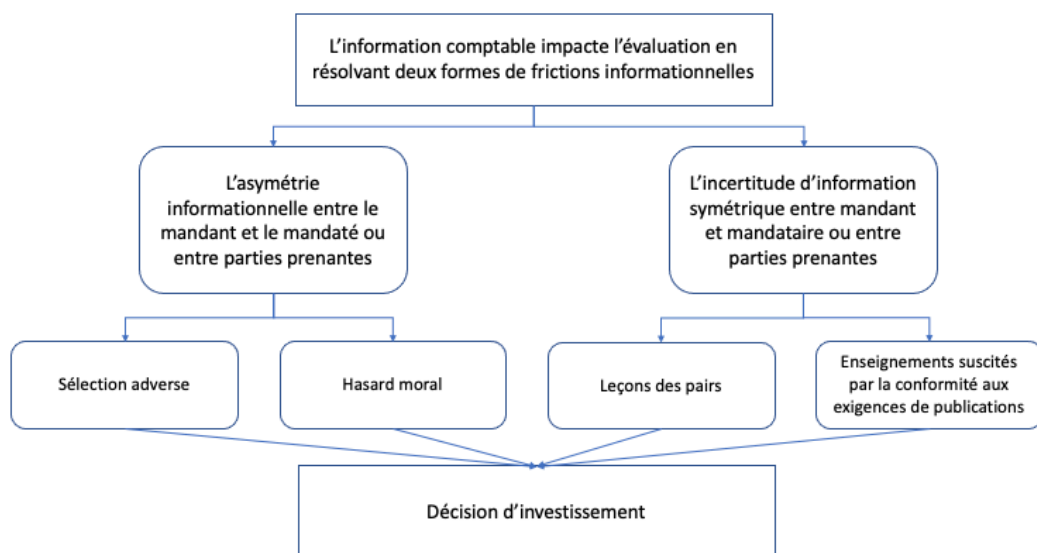 L'information comptable impacte l'évaluation en
résolvant deux formes de frictions informationnelles
L'asymétrie
informationnelle entre le
mandant et le mandaté ou
entre parties prenantes
L'incertitude d'information
symétrique entre mandant
et mandataire ou entre
parties prenantes
Sélection adverse
Hasard moral
Leçons des pairs
Enseignements suscités
par la conformité aux
exigences de publications
Décision d'investissement